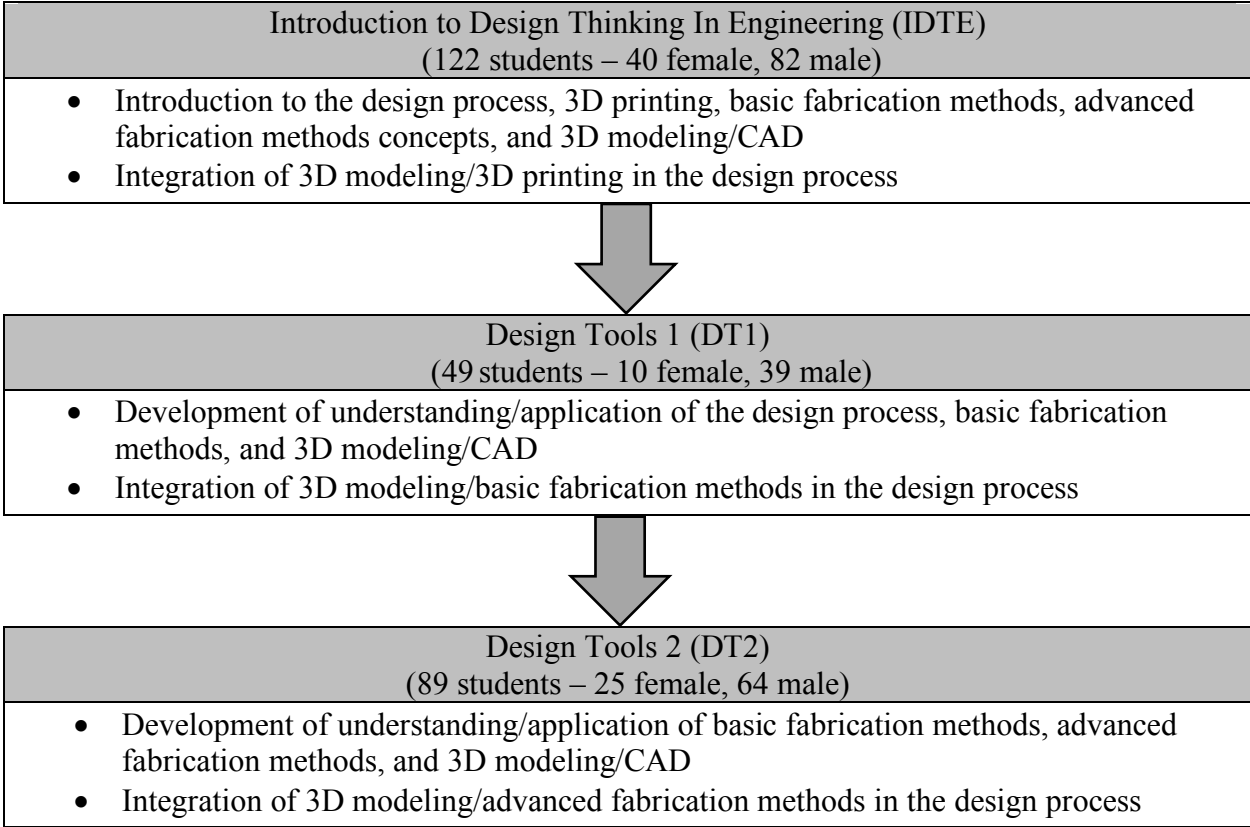 Introduction to Design Thinking In Engineering (IDTE)
(122 students – 40 female, 82 male)
• Introduction to the design process, 3D printing, basic fabrication methods, advanced
fabrication methods concepts, and 3D modeling/CAD
• Integration of 3D modeling/3D printing in the design process
Design Tools 1 (DT1)
(49 students – 10 female, 39 male)
• Development of understanding/application of the design process, basic fabrication
methods, and 3D modeling/CAD
• Integration of 3D modeling/basic fabrication methods in the design process
Design Tools 2 (DT2)
(89 students – 25 female, 64 male)
• Development of understanding/application of basic fabrication methods, advanced
fabrication methods, and 3D modeling/CAD
• Integration of 3D modeling/advanced fabrication methods in the design process